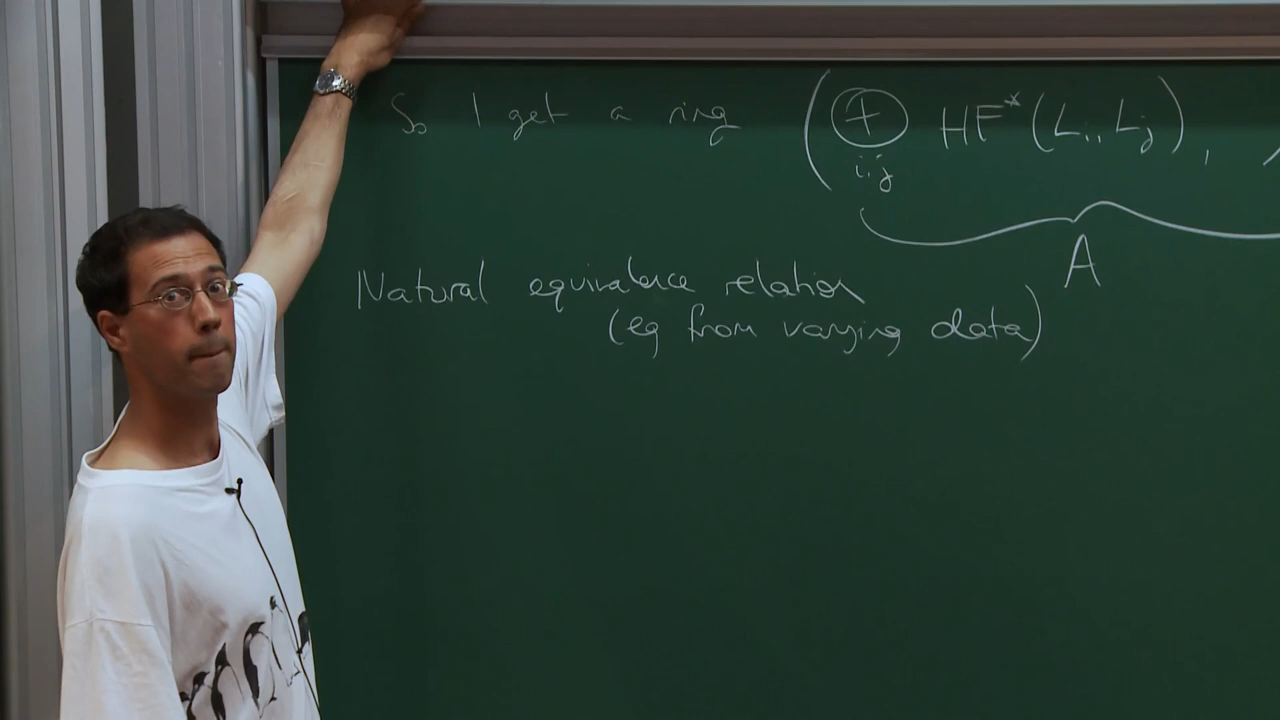 So I get a ring (⊕ HF*(Li, Lj),
i,j
A
Natural equivalence relation
(eg from varying data)